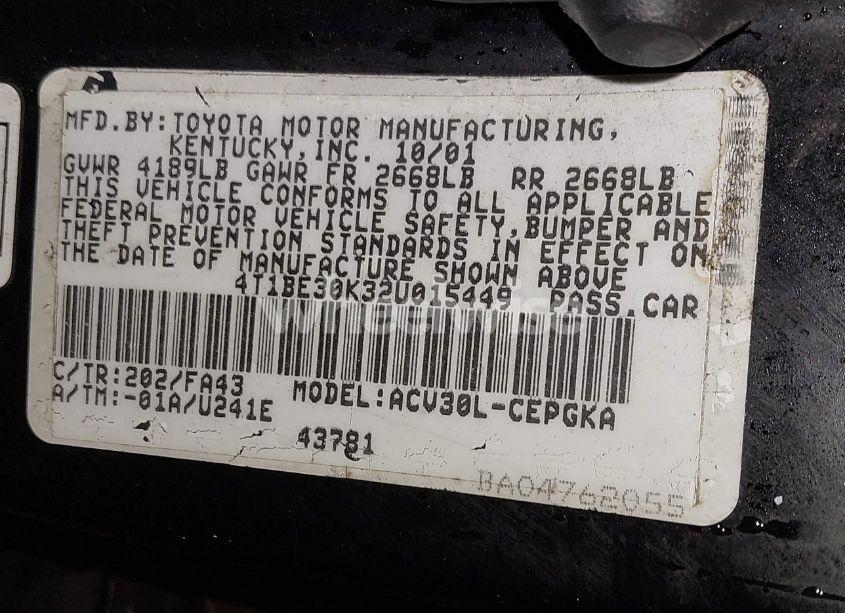 MFD.BY:TOYOTA MOTOR MANUFACTURING,
KENTUCKY,INC. 10/01
GVWR 4189LB GAWR FR 2668LB RR 2668LB
THIS VEHICLE CONFORMS TO ALL APPLICABLE
FEDERAL MOTOR VEHICLE SAFETY,BUMPER AND
THEFT PREVENTION STANDARDS IN EFFECT ON
THE DATE OF MANUFACTURE SHOWN ABOVE
4T1BE30K32U015449 PASS.CAR
wheelwise
C/TR:202/FA43 MODEL:ACV30L-CEPGKA
A/TM:-01A/U241E
43781
BA04762055